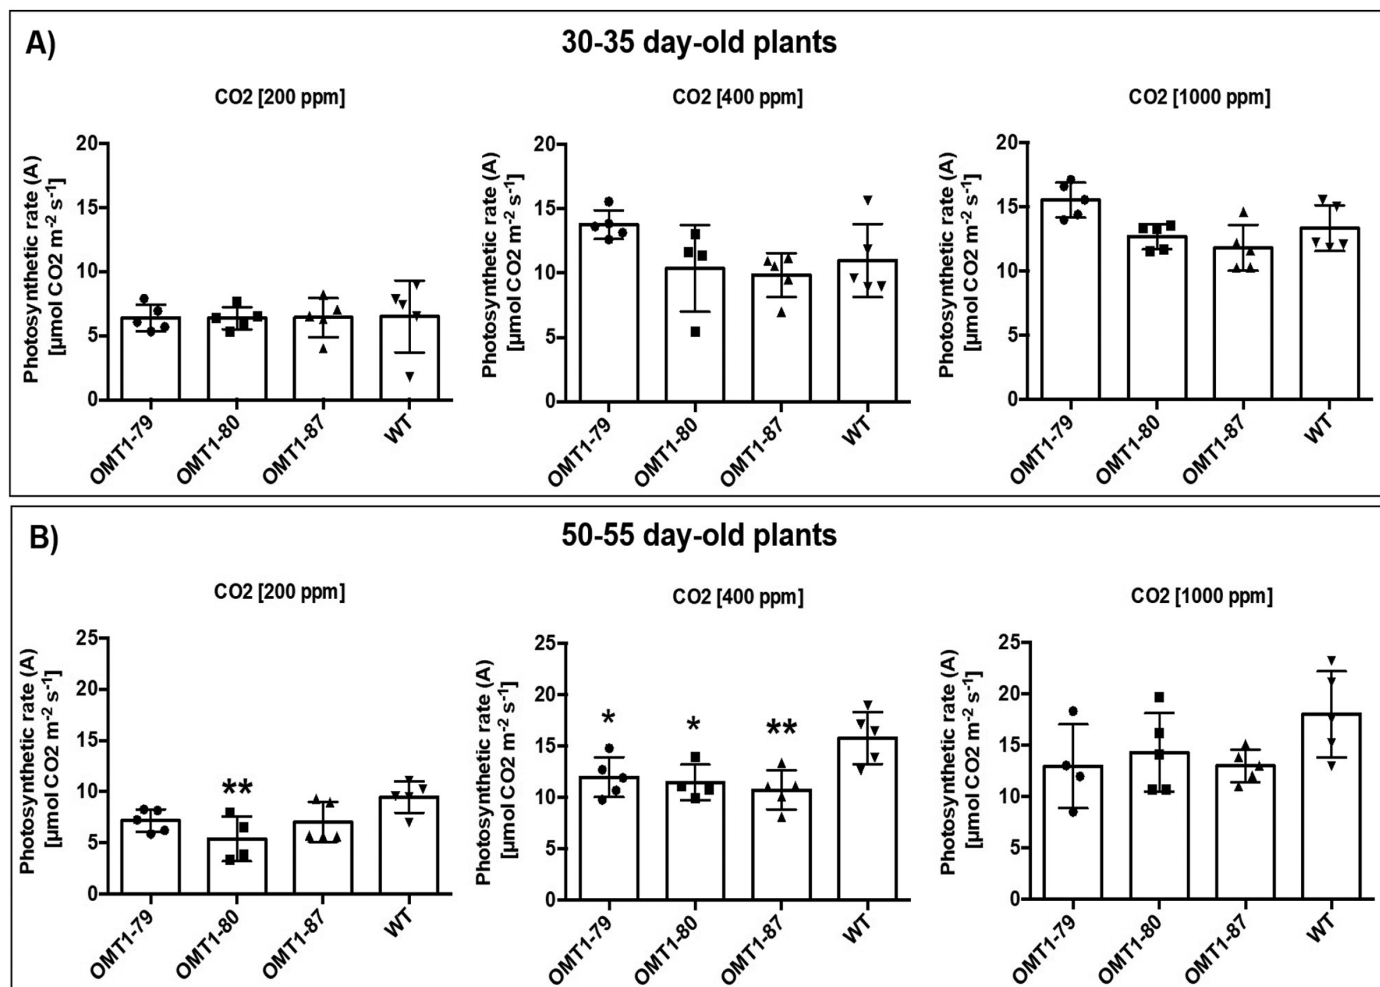 A)
30-35 day-old plants
CO2 [200 ppm]
CO2 [400 ppm]
CO2 [1000 ppm]
Photosynthetic rate (A)
[µmol CO2 m-2 s-1]
20
15
10
5
0
OMT1-79
OMT1-80
OMT1-87
WT
Photosynthetic rate (A)
[µmol CO2 m-2 s-1]
20
15
10
5
0
OMT1-79
OMT1-80
OMT1-87
WT
Photosynthetic rate (A)
[µmol CO2 m-2 s-1]
20
15
10
5
0
OMT1-79
OMT1-80
OMT1-87
WT
B)
50-55 day-old plants
CO2 [200 ppm]
CO2 [400 ppm]
CO2 [1000 ppm]
Photosynthetic rate (A)
[µmol CO2 m-2 s-1]
25
20
15
10
5
0
**
OMT1-79
OMT1-80
OMT1-87
WT
Photosynthetic rate (A)
[µmol CO2 m-2 s-1]
25
20
15
10
5
0
*
*
**
OMT1-79
OMT1-80
OMT1-87
WT
Photosynthetic rate (A)
[µmol CO2 m-2 s-1]
25
20
15
10
5
0
OMT1-79
OMT1-80
OMT1-87
WT